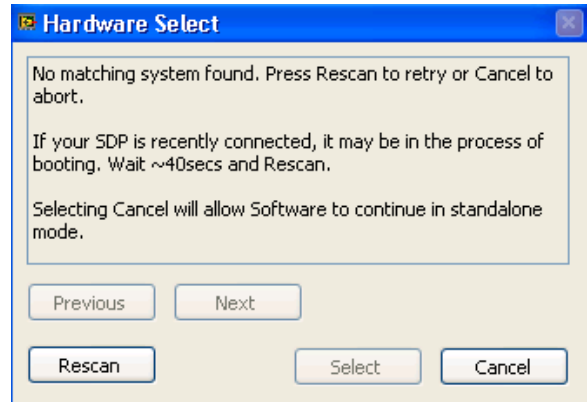 Hardware Select
No matching system found. Press Rescan to retry or Cancel to
abort.
If your SDP is recently connected, it may be in the process of
booting. Wait ~40secs and Rescan.
Selecting Cancel will allow Software to continue in standalone
mode.
Previous Next
Rescan Select Cancel